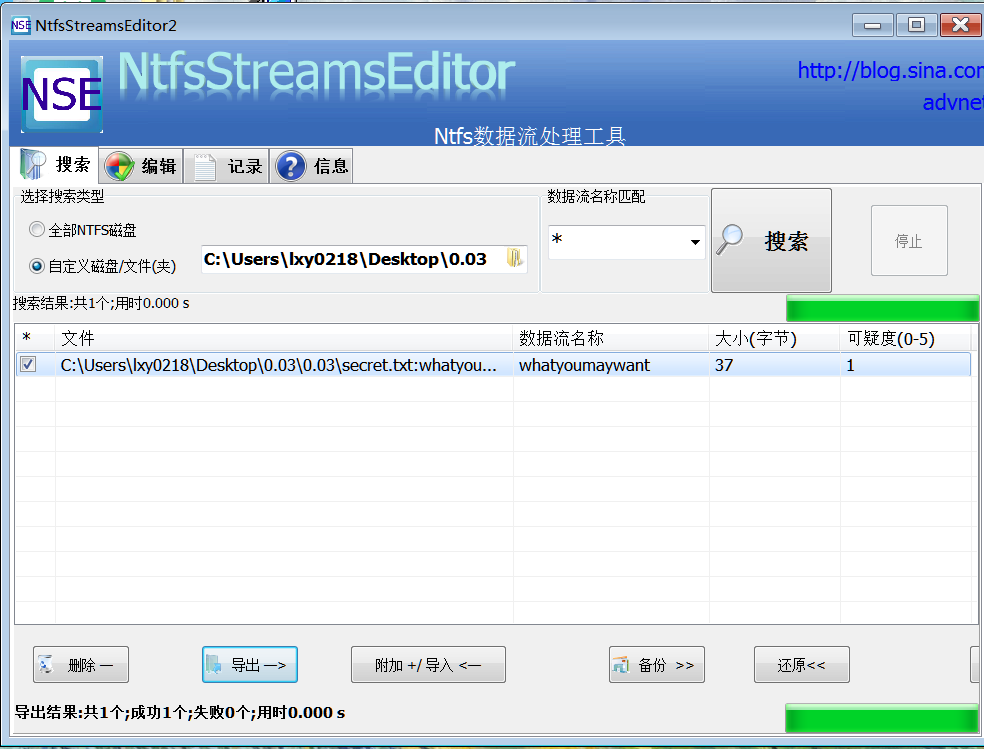 NSE NtfsStreamsEditor2
NSE
NtfsStreamsEditor
http://blog.sina.com
advnet
Ntfs数据流处理工具
搜索 编辑 记录 信息
选择搜索类型
全部NTFS磁盘
自定义磁盘/文件(夹)
C:\Users\lxy0218\Desktop\0.03
数据流名称匹配
*
搜索
停止
搜索结果:共1个;用时0.000 s
* 文件 数据流名称 大小(字节) 可疑度(0-5)
C:\Users\lxy0218\Desktop\0.03\0.03\secret.txt:whatyou... whatyoumaywant 37 1
删除 — 导出 —> 附加 +/ 导入 <— 备份 >> 还原<<
导出结果:共1个;成功1个;失败0个;用时0.000 s